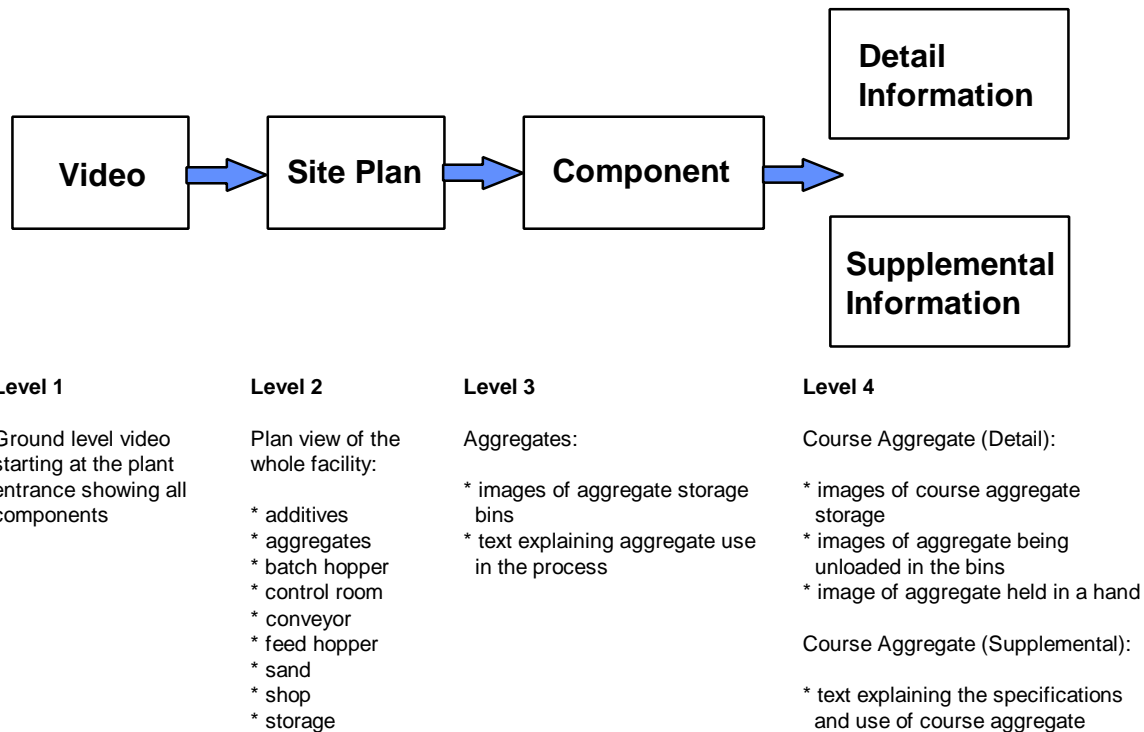 Video
Site Plan
Component
Detail
Information
Supplemental
Information
Level 1
Ground level video
starting at the plant
entrance showing all
components
Level 2
Plan view of the
whole facility:
* additives
* aggregates
* batch hopper
* control room
* conveyor
* feed hopper
* sand
* shop
* storage
Level 3
Aggregates:
* images of aggregate storage
bins
* text explaining aggregate use
in the process
Level 4
Course Aggregate (Detail):
* images of course aggregate
storage
* images of aggregate being
unloaded in the bins
* image of aggregate held in a hand
Course Aggregate (Supplemental):
* text explaining the specifications
and use of course aggregate